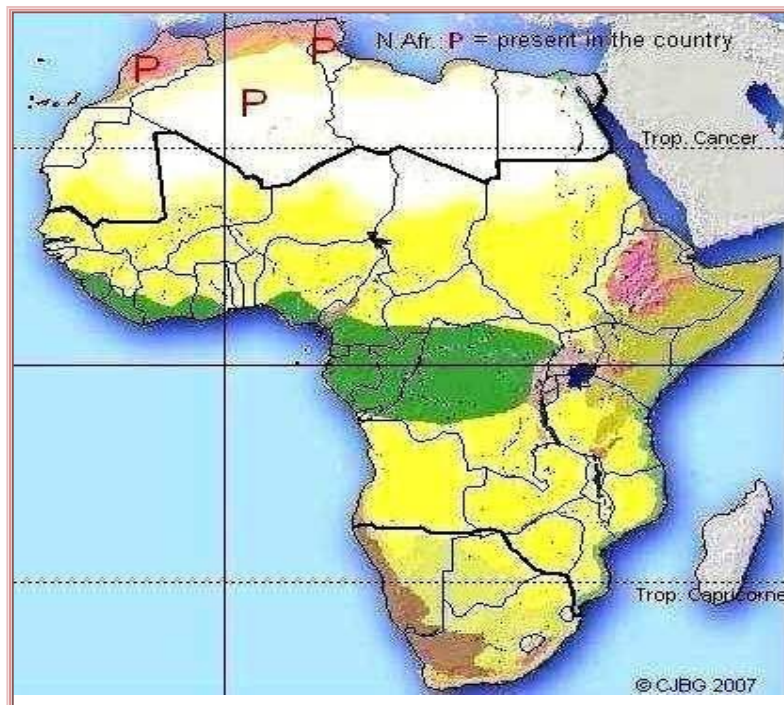 N.Afr. P = present in the country
P
P
P
Trop. Cancer
Trop. Capricorne
© CJBG 2007